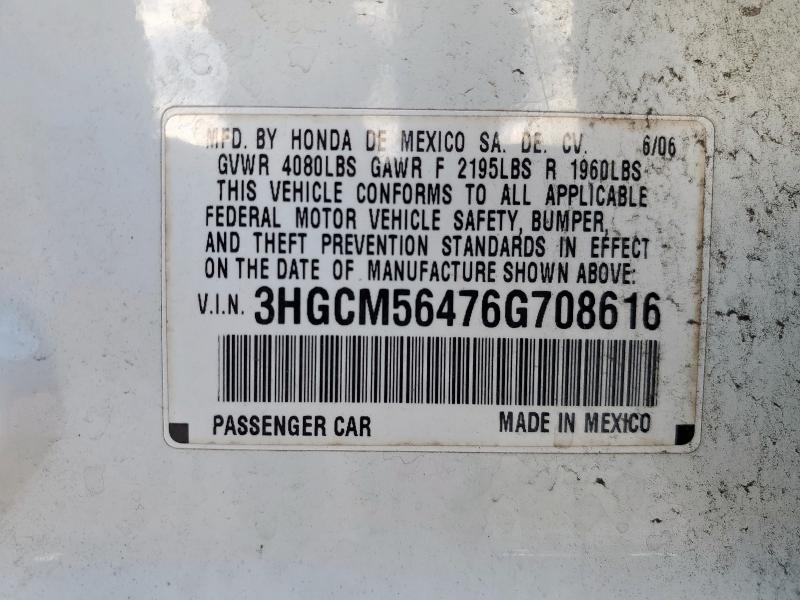 MFD. BY HONDA DE MEXICO SA. DE. CV. 6/06
GVWR 4080LBS GAWR F 2195LBS R 1960LBS
THIS VEHICLE CONFORMS TO ALL APPLICABLE
FEDERAL MOTOR VEHICLE SAFETY, BUMPER,
AND THEFT PREVENTION STANDARDS IN EFFECT
ON THE DATE OF MANUFACTURE SHOWN ABOVE:
V.I.N. 3HGCM56476G708616
PASSENGER CAR MADE IN MEXICO